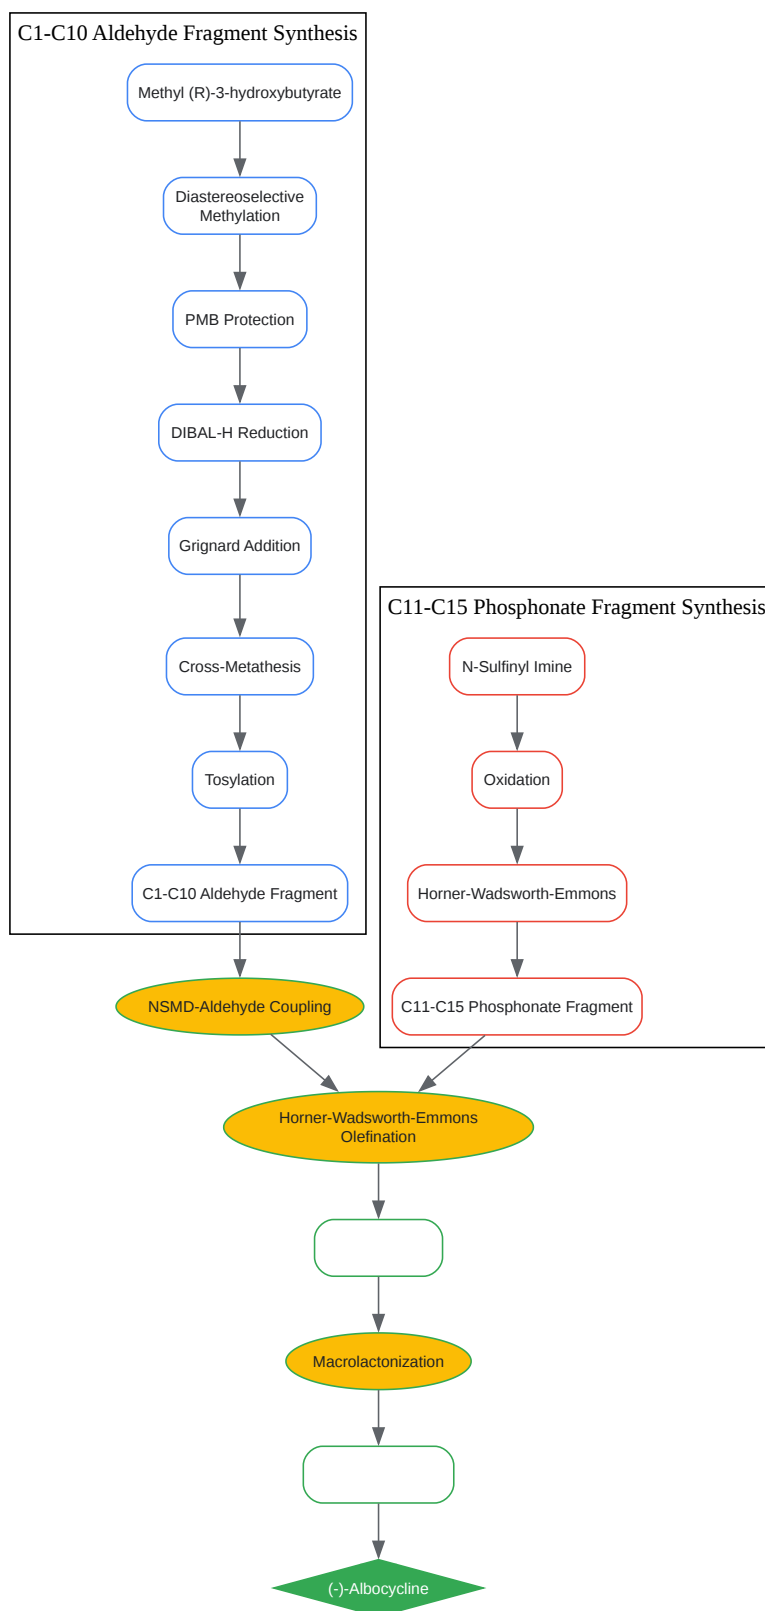 C1-C10 Aldehyde Fragment Synthesis
Methyl (R)-3-hydroxybutyrate
Diastereoselective
Methylation
PMB Protection
DIBAL-H Reduction
Grignard Addition
Cross-Metathesis
Tosylation
C1-C10 Aldehyde Fragment
C11-C15 Phosphonate Fragment Synthesis
N-Sulfinyl Imine
Oxidation
Horner-Wadsworth-Emmons
C11-C15 Phosphonate Fragment
NSMD-Aldehyde Coupling
Horner-Wadsworth-Emmons
Olefination
Macrolactonization
(-)-Albocycline